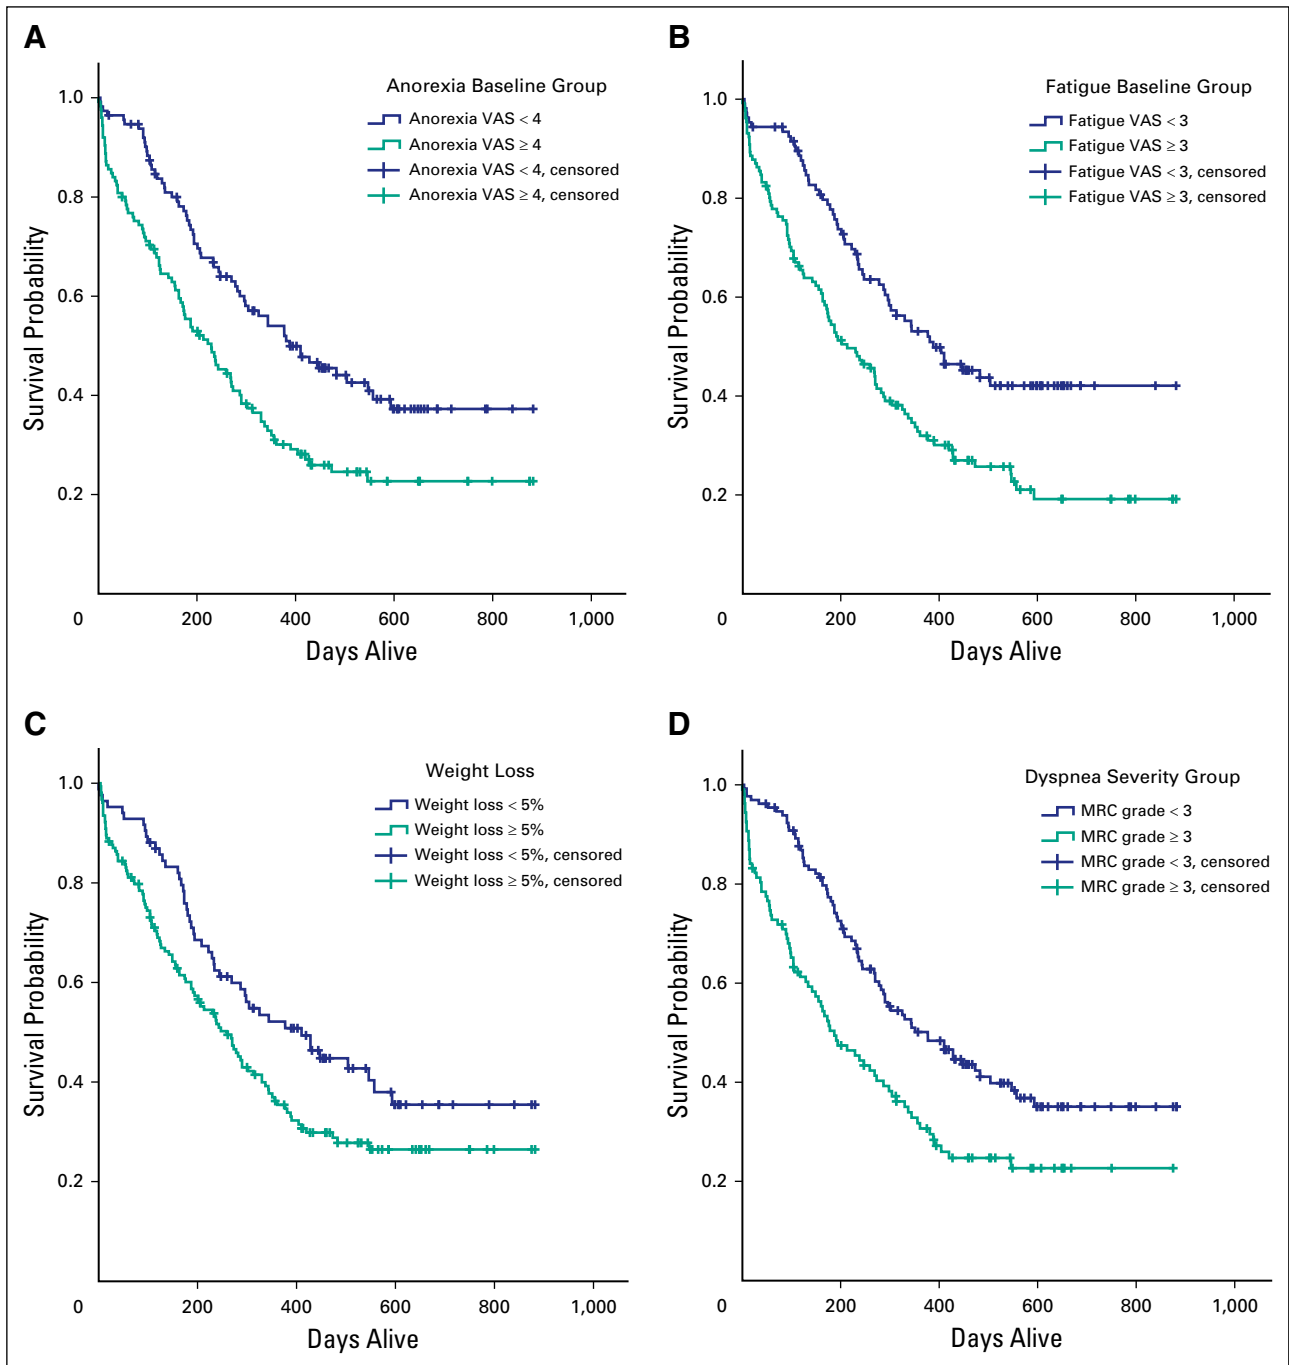 A
Anorexia Baseline Group
Anorexia VAS < 4
Anorexia VAS ≥ 4
Anorexia VAS < 4, censored
Anorexia VAS ≥ 4, censored
Survival Probability
1.0
0.8
0.6
0.4
0.2
0
200
400
600
800
1,000
Days Alive
B
Fatigue Baseline Group
Fatigue VAS < 3
Fatigue VAS ≥ 3
Fatigue VAS < 3, censored
Fatigue VAS ≥ 3, censored
Survival Probability
1.0
0.8
0.6
0.4
0.2
0
200
400
600
800
1,000
Days Alive
C
Weight Loss
Weight loss < 5%
Weight loss ≥ 5%
Weight loss < 5%, censored
Weight loss ≥ 5%, censored
Survival Probability
1.0
0.8
0.6
0.4
0.2
0
200
400
600
800
1,000
Days Alive
D
Dyspnea Severity Group
MRC grade < 3
MRC grade ≥ 3
MRC grade < 3, censored
MRC grade ≥ 3, censored
Survival Probability
1.0
0.8
0.6
0.4
0.2
0
200
400
600
800
1,000
Days Alive